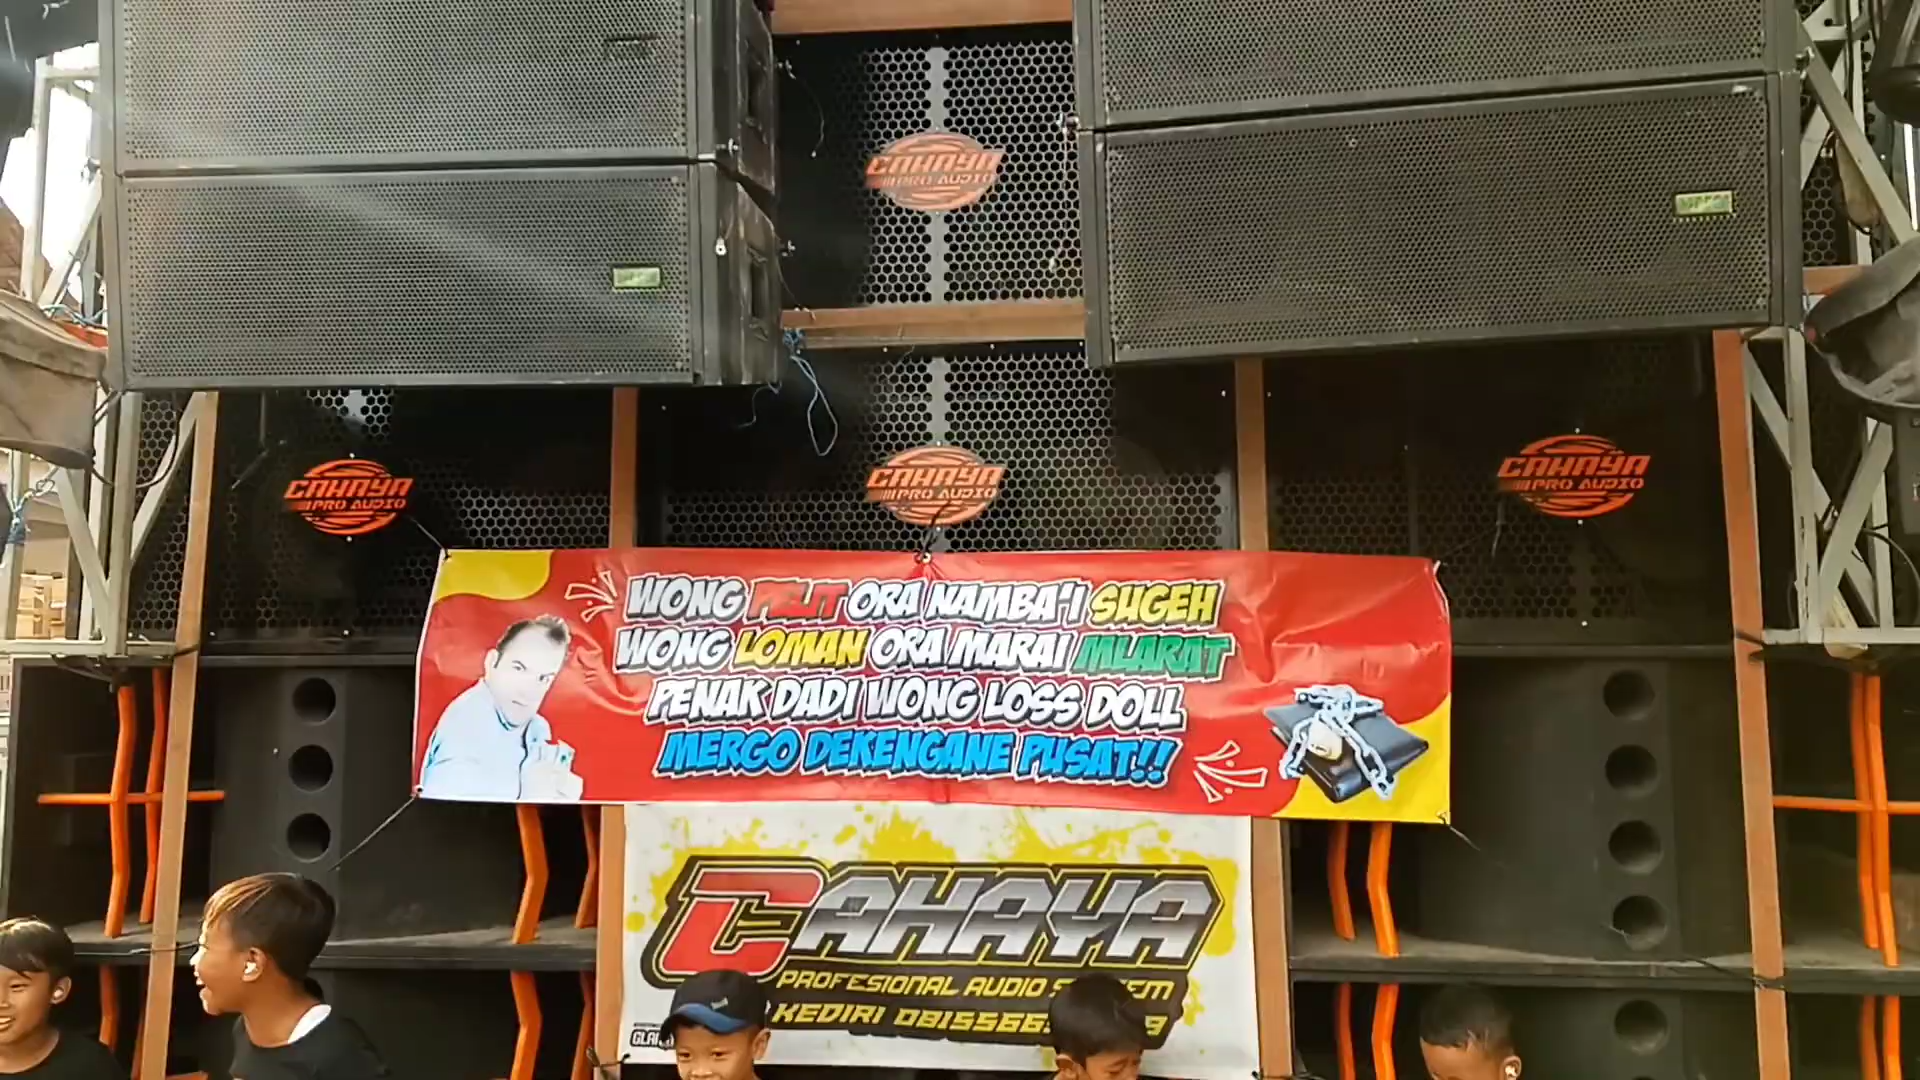 CAHAYA
PRO AUDIO
CAHAYA
PRO AUDIO
CAHAYA
PRO AUDIO
CAHAYA
PRO AUDIO
WONG PELIT ORA NAMBA'I SUGEH
WONG LOMAN ORA MARAI MLARAT
PENAK DADI WONG LOSS DOLL
MERGO DEKENGANE PUSAT!!
CAHAYA
PROFESIONAL AUDIO
KEDIRI